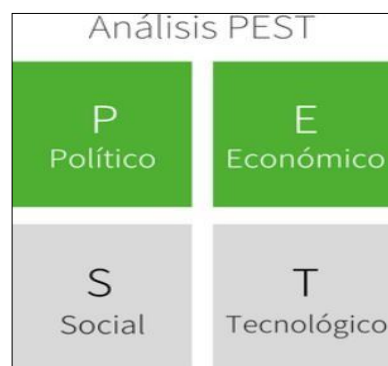 Análisis PEST
P
Político
E
Económico
S
Social
T
Tecnológico